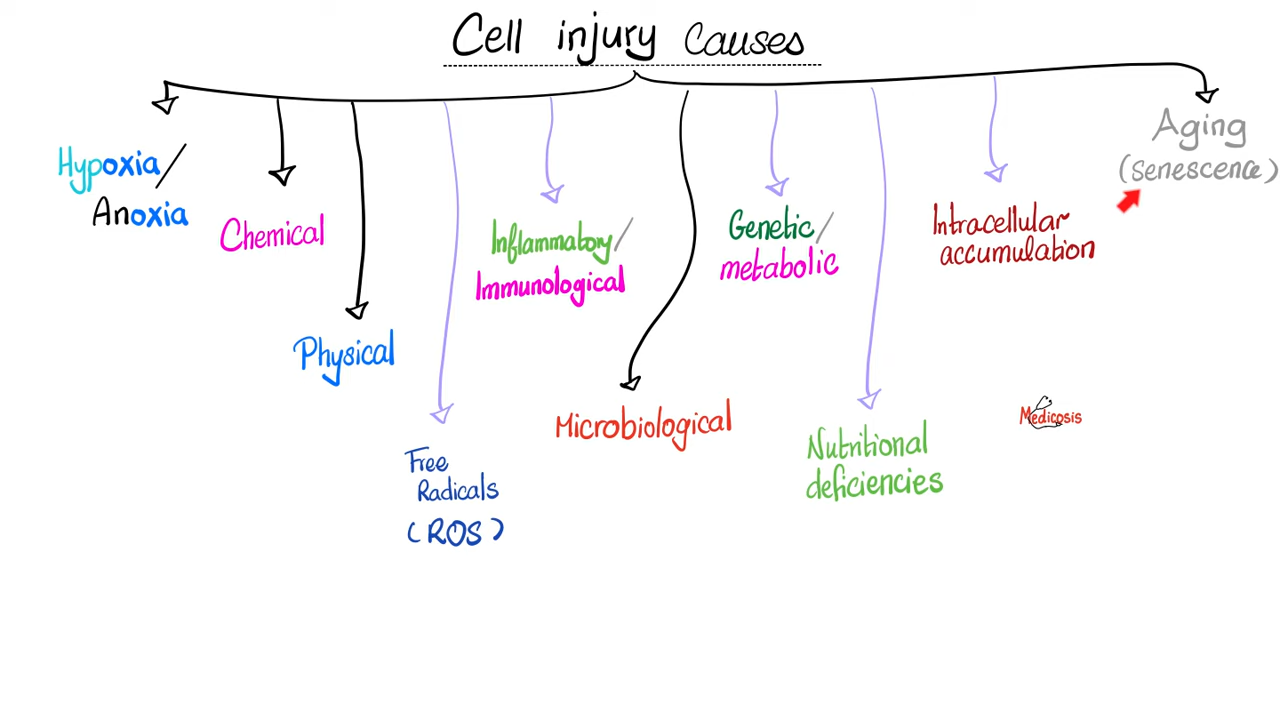 Cell injury causes
Hypoxia/
Anoxia
Chemical
Physical
Free
Radicals
(ROS)
Inflammatory/
Immunological
Microbiological
Genetic/
metabolic
Nutritional
deficiencies
Intracellular
accumulation
Aging
(senescence)
Medicosis